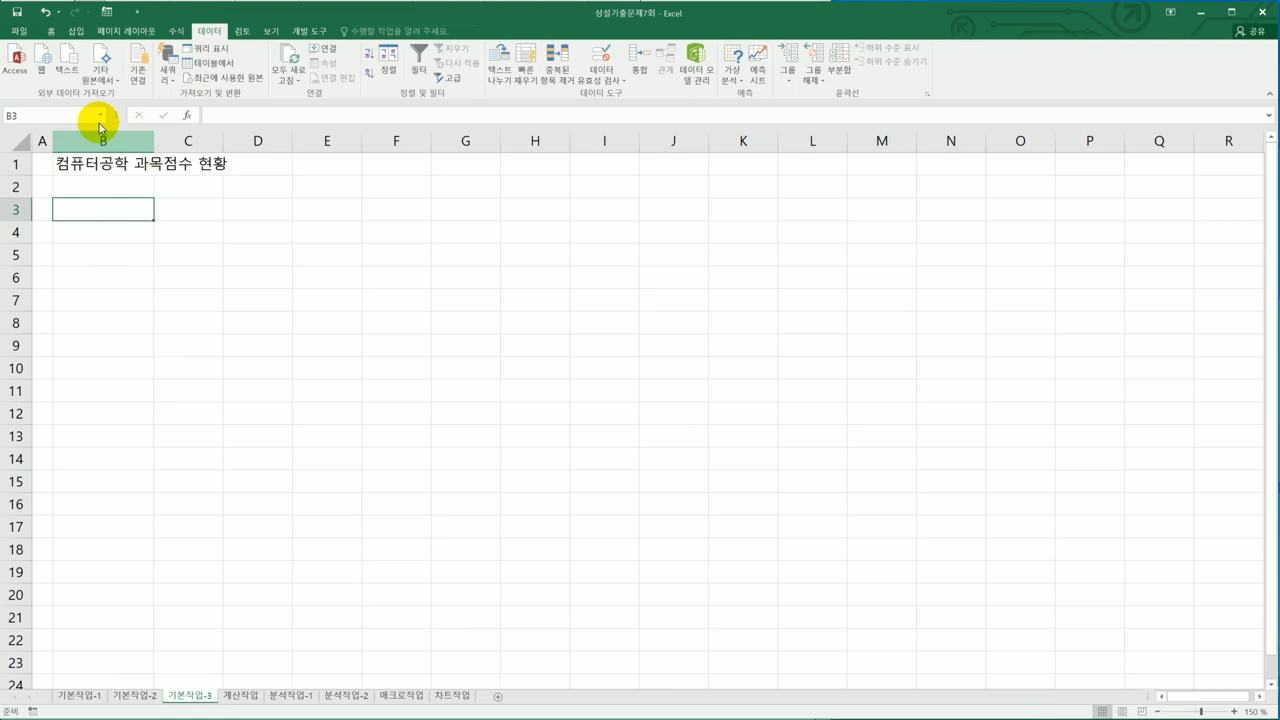 상설기출문제7회 - Excel
파일 홈 삽입 페이지 레이아웃 수식 데이터 검토 보기 개발 도구 수행할 작업을 알려 주세요. 공유
Access 웹 텍스트 기타 원본에서 기존 연결 새 쿼리 쿼리 표시 테이블에서 최근에 사용한 원본 모두 새로 고침 연결 속성 연결 편집 정렬 필터 지우기 다시 적용 고급 텍스트 나누기 빠른 채우기 중복된 항목 제거 데이터 유효성 검사 통합 관계 데이터 모델 관리 가상 분석 예측 시트 그룹 그룹 해제 부분합 하위 수준 표시 하위 수준 숨기기
외부 데이터 가져오기 가져오기 및 변환 연결 정렬 및 필터 데이터 도구 예측 윤곽선
B3 fx
A B C D E F G H I J K L M N O P Q R
1 컴퓨터공학 과목점수 현황
2
3
4
5
6
7
8
9
10
11
12
13
14
15
16
17
18
19
20
21
22
23
24
기본작업-1 기본작업-2 기본작업-3 계산작업 분석작업-1 분석작업-2 매크로작업 차트작업
준비 150 %